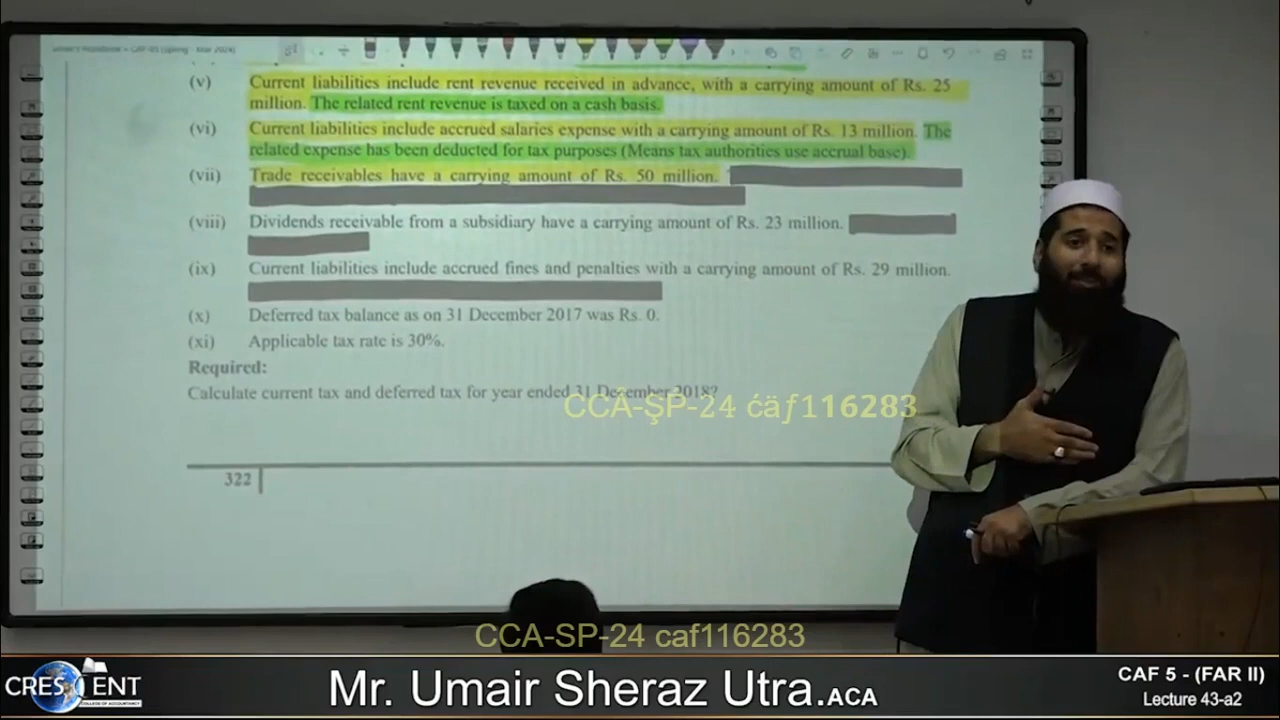 (v) Current liabilities include rent revenue received in advance, with a carrying amount of Rs. 25
million. The related rent revenue is taxed on a cash basis.
(vi) Current liabilities include accrued salaries expense with a carrying amount of Rs. 13 million. The
related expense has been deducted for tax purposes (Means tax authorities use accrual base).
(vii) Trade receivables have a carrying amount of Rs. 50 million.
(viii) Dividends receivable from a subsidiary have a carrying amount of Rs. 23 million.
(ix) Current liabilities include accrued fines and penalties with a carrying amount of Rs. 29 million.
(x) Deferred tax balance as on 31 December 2017 was Rs. 0.
(xi) Applicable tax rate is 30%.
Required:
Calculate current tax and deferred tax for year ended 31 December 2018?
CCÂ-ŞP-24 ćäƒ116283
322
CCA-SP-24 caf116283
CRESCENT
COLLEGE OF ACCOUNTANCY
Mr. Umair Sheraz Utra.ACA
CAF 5 - (FAR II)
Lecture 43-a2